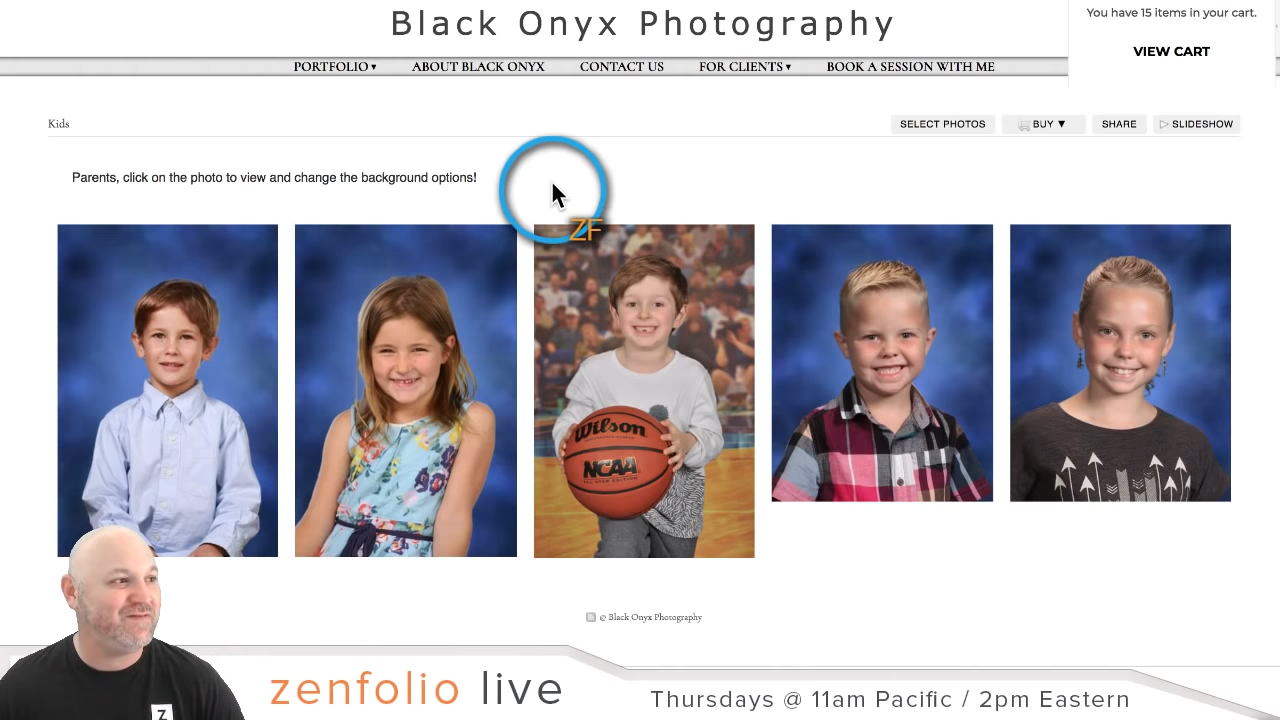 Black Onyx Photography
You have 15 items in your cart.
VIEW CART
PORTFOLIO ▾ ABOUT BLACK ONYX CONTACT US FOR CLIENTS ▾ BOOK A SESSION WITH ME
Kids
SELECT PHOTOS BUY ▼ SHARE ▷ SLIDESHOW
Parents, click on the photo to view and change the background options!
ZF
Wilson
NCAA
© Black Onyx Photography
zenfolio live
Thursdays @ 11am Pacific / 2pm Eastern
Z